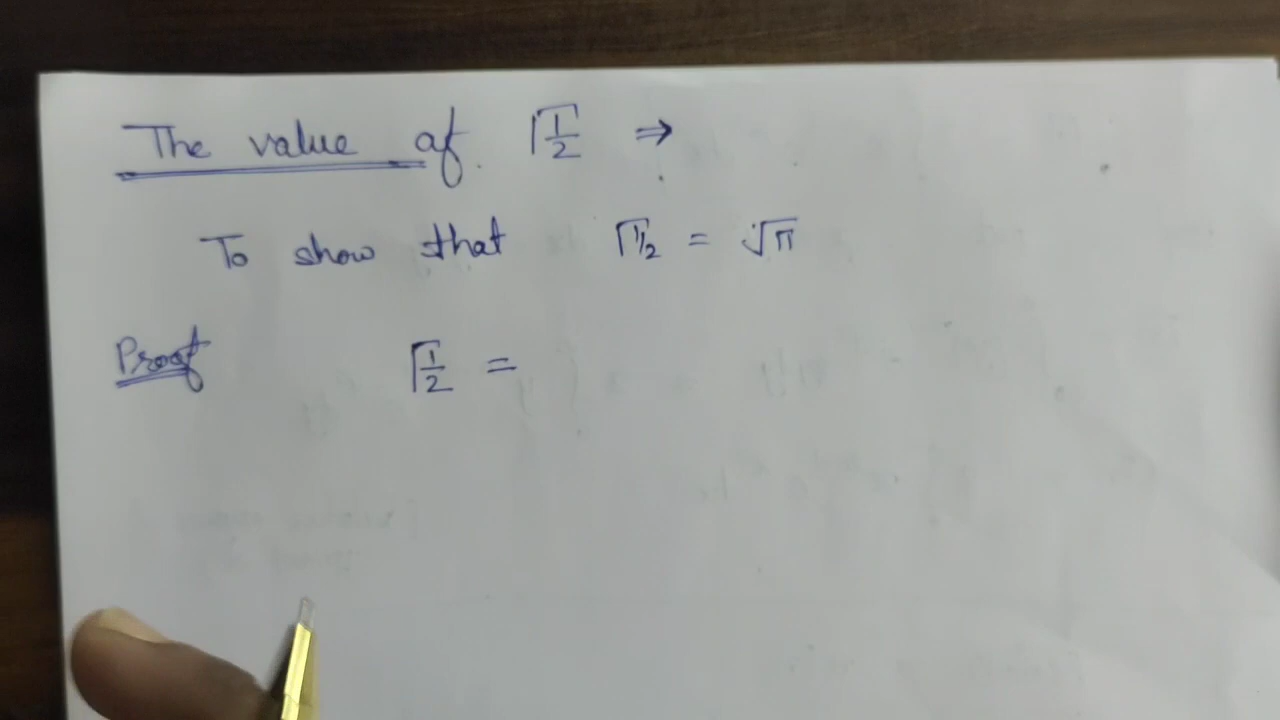 The value of Γ1/2 ⇒
To show that Γ1/2 = √π
Proof Γ1/2 =